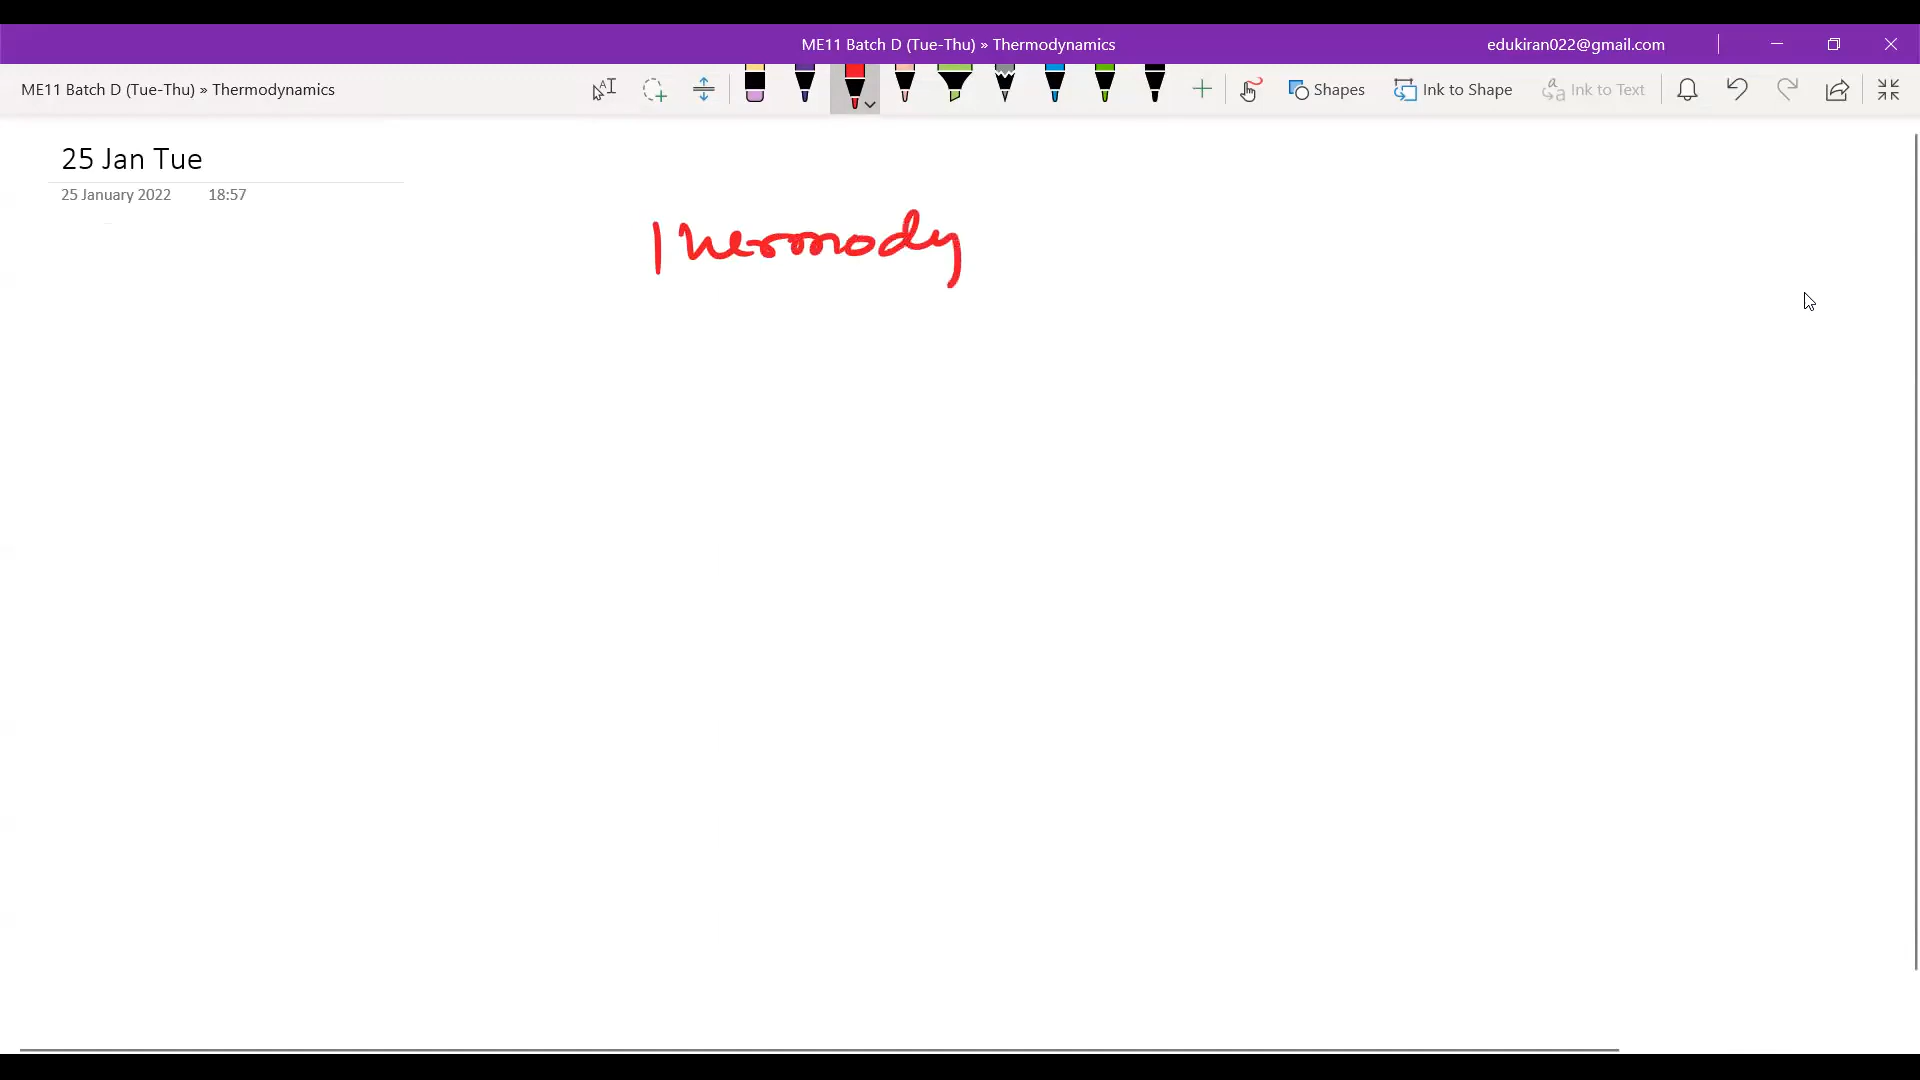 ME11 Batch D (Tue-Thu) » Thermodynamics
edukiran022@gmail.com
ME11 Batch D (Tue-Thu) » Thermodynamics
Shapes
Ink to Shape
Ink to Text
25 Jan Tue
25 January 2022 18:57
Thermody